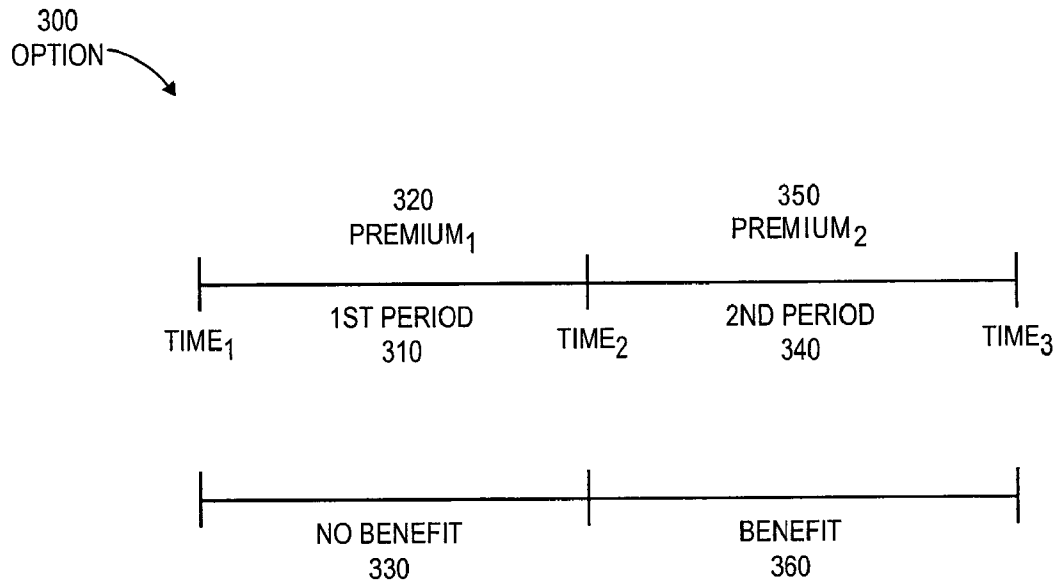 300
OPTION
320
PREMIUM1
350
PREMIUM2
TIME1
1ST PERIOD
310
TIME2
2ND PERIOD
340
TIME3
NO BENEFIT
330
BENEFIT
360